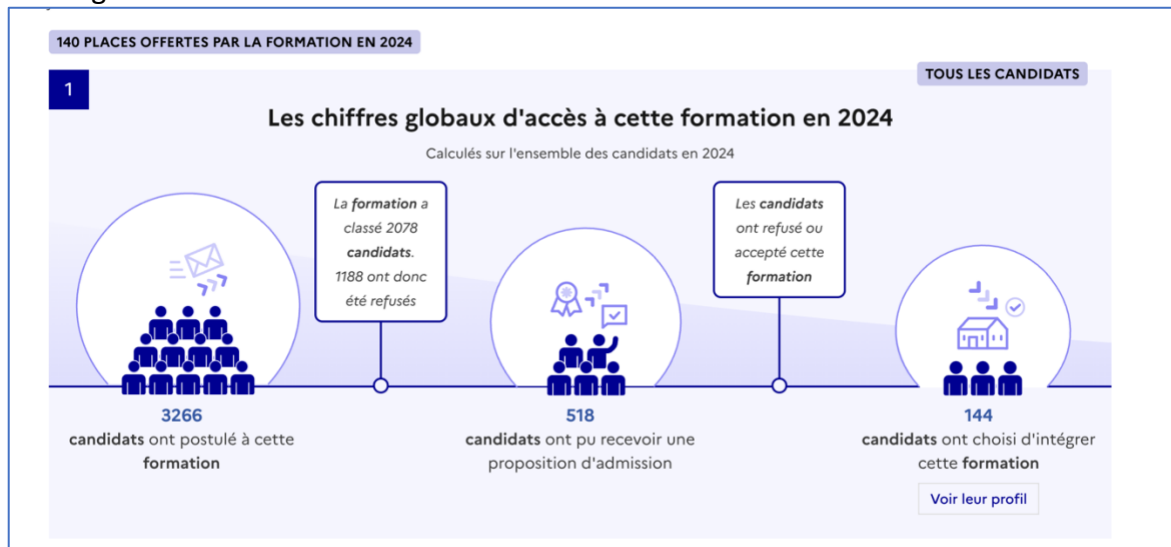 140 PLACES OFFERTES PAR LA FORMATION EN 2024
TOUS LES CANDIDATS
1
Les chiffres globaux d'accès à cette formation en 2024
Calculés sur l'ensemble des candidats en 2024
La formation a
classé 2078
candidats.
1188 ont donc
été refusés
Les candidats
ont refusé ou
accepté cette
formation
3266
candidats ont postulé à cette
formation
518
candidats ont pu recevoir une
proposition d'admission
144
candidats ont choisi d'intégrer
cette formation
Voir leur profil